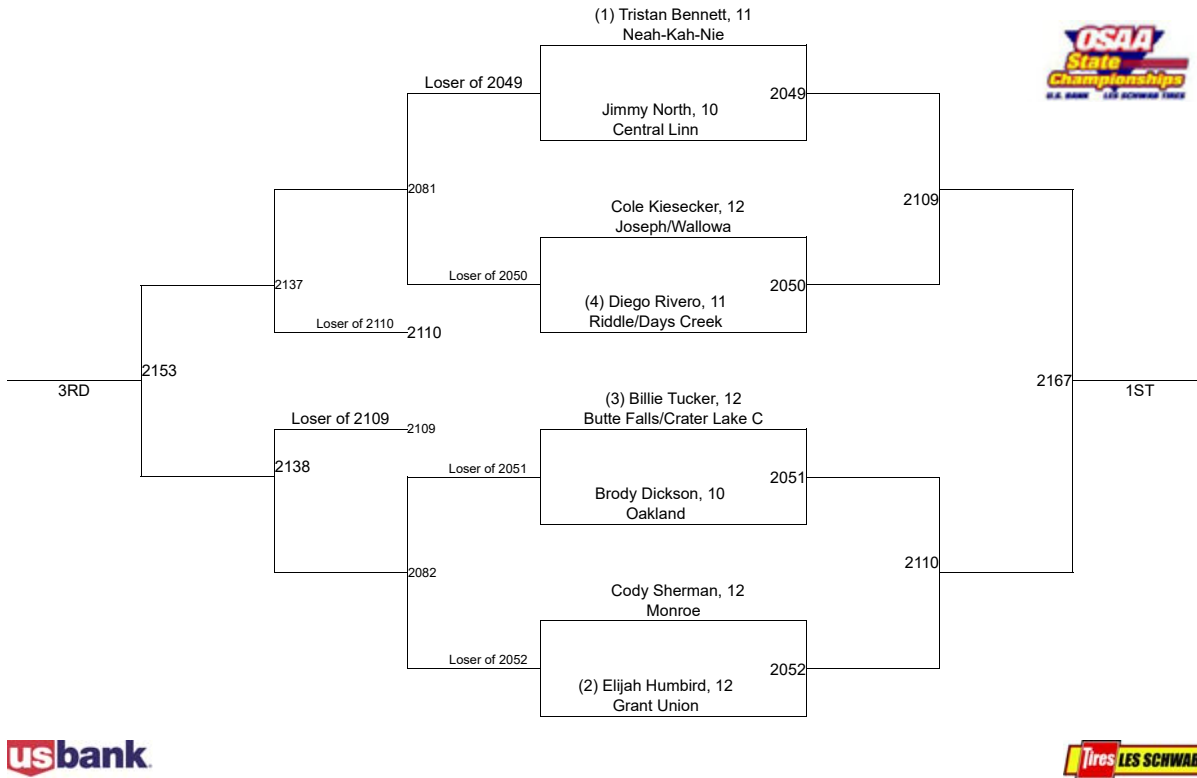 (1) Tristan Bennett, 11
Neah-Kah-Nie
OSAA
State
Championships
U.S. BANK LES SCHWAB TIRES
Loser of 2049
2049
Jimmy North, 10
Central Linn
2081
2109
Cole Kiesecker, 12
Joseph/Wallowa
Loser of 2050
2050
2137
(4) Diego Rivero, 11
Riddle/Days Creek
Loser of 2110
2110
2153
2167
3RD
1ST
(3) Billie Tucker, 12
Butte Falls/Crater Lake C
Loser of 2109
2109
2138
Loser of 2051
2051
Brody Dickson, 10
Oakland
2110
2082
Cody Sherman, 12
Monroe
Loser of 2052
2052
(2) Elijah Humbird, 12
Grant Union
usbank.
Tires LES SCHWAB